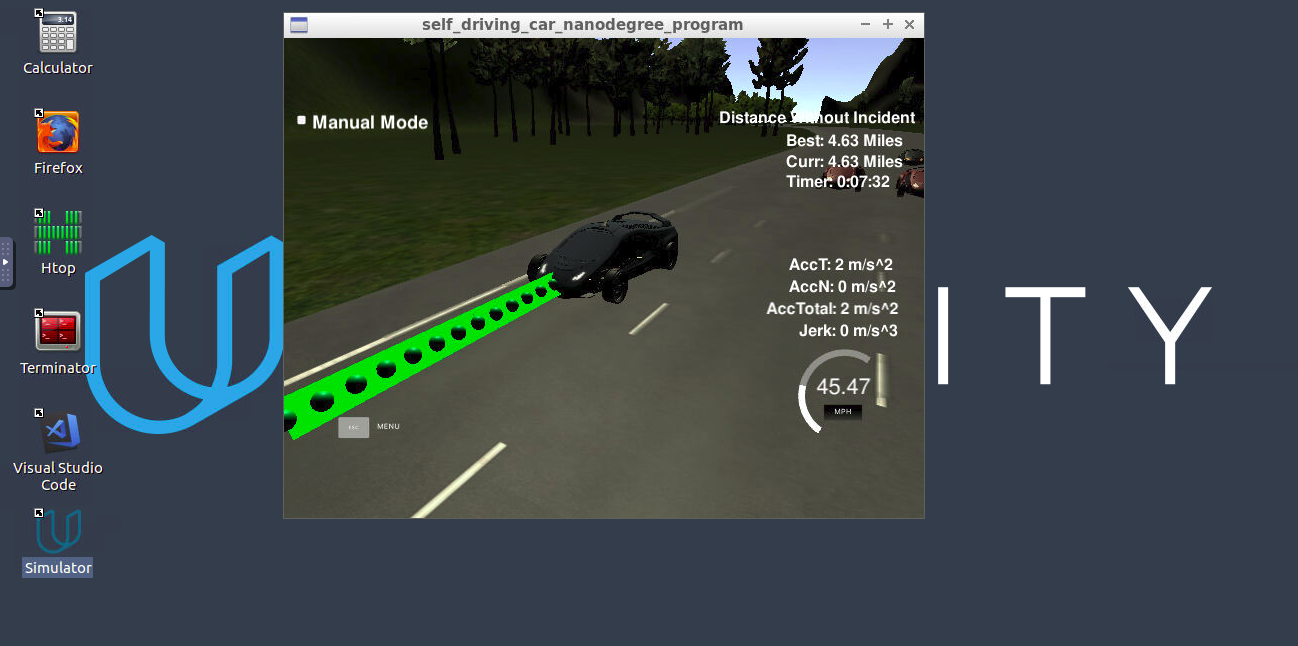 self_driving_car_nanodegree_program
3.14
Calculator
Firefox
Htop
Terminator
Visual Studio
Code
Simulator
Manual Mode
Distance Without Incident
Best: 4.63 Miles
Curr: 4.63 Miles
Timer: 0:07:32
AccT: 2 m/s^2
AccN: 0 m/s^2
AccTotal: 2 m/s^2
Jerk: 0 m/s^3
45.47
MPH
ESC
MENU
U
ITY